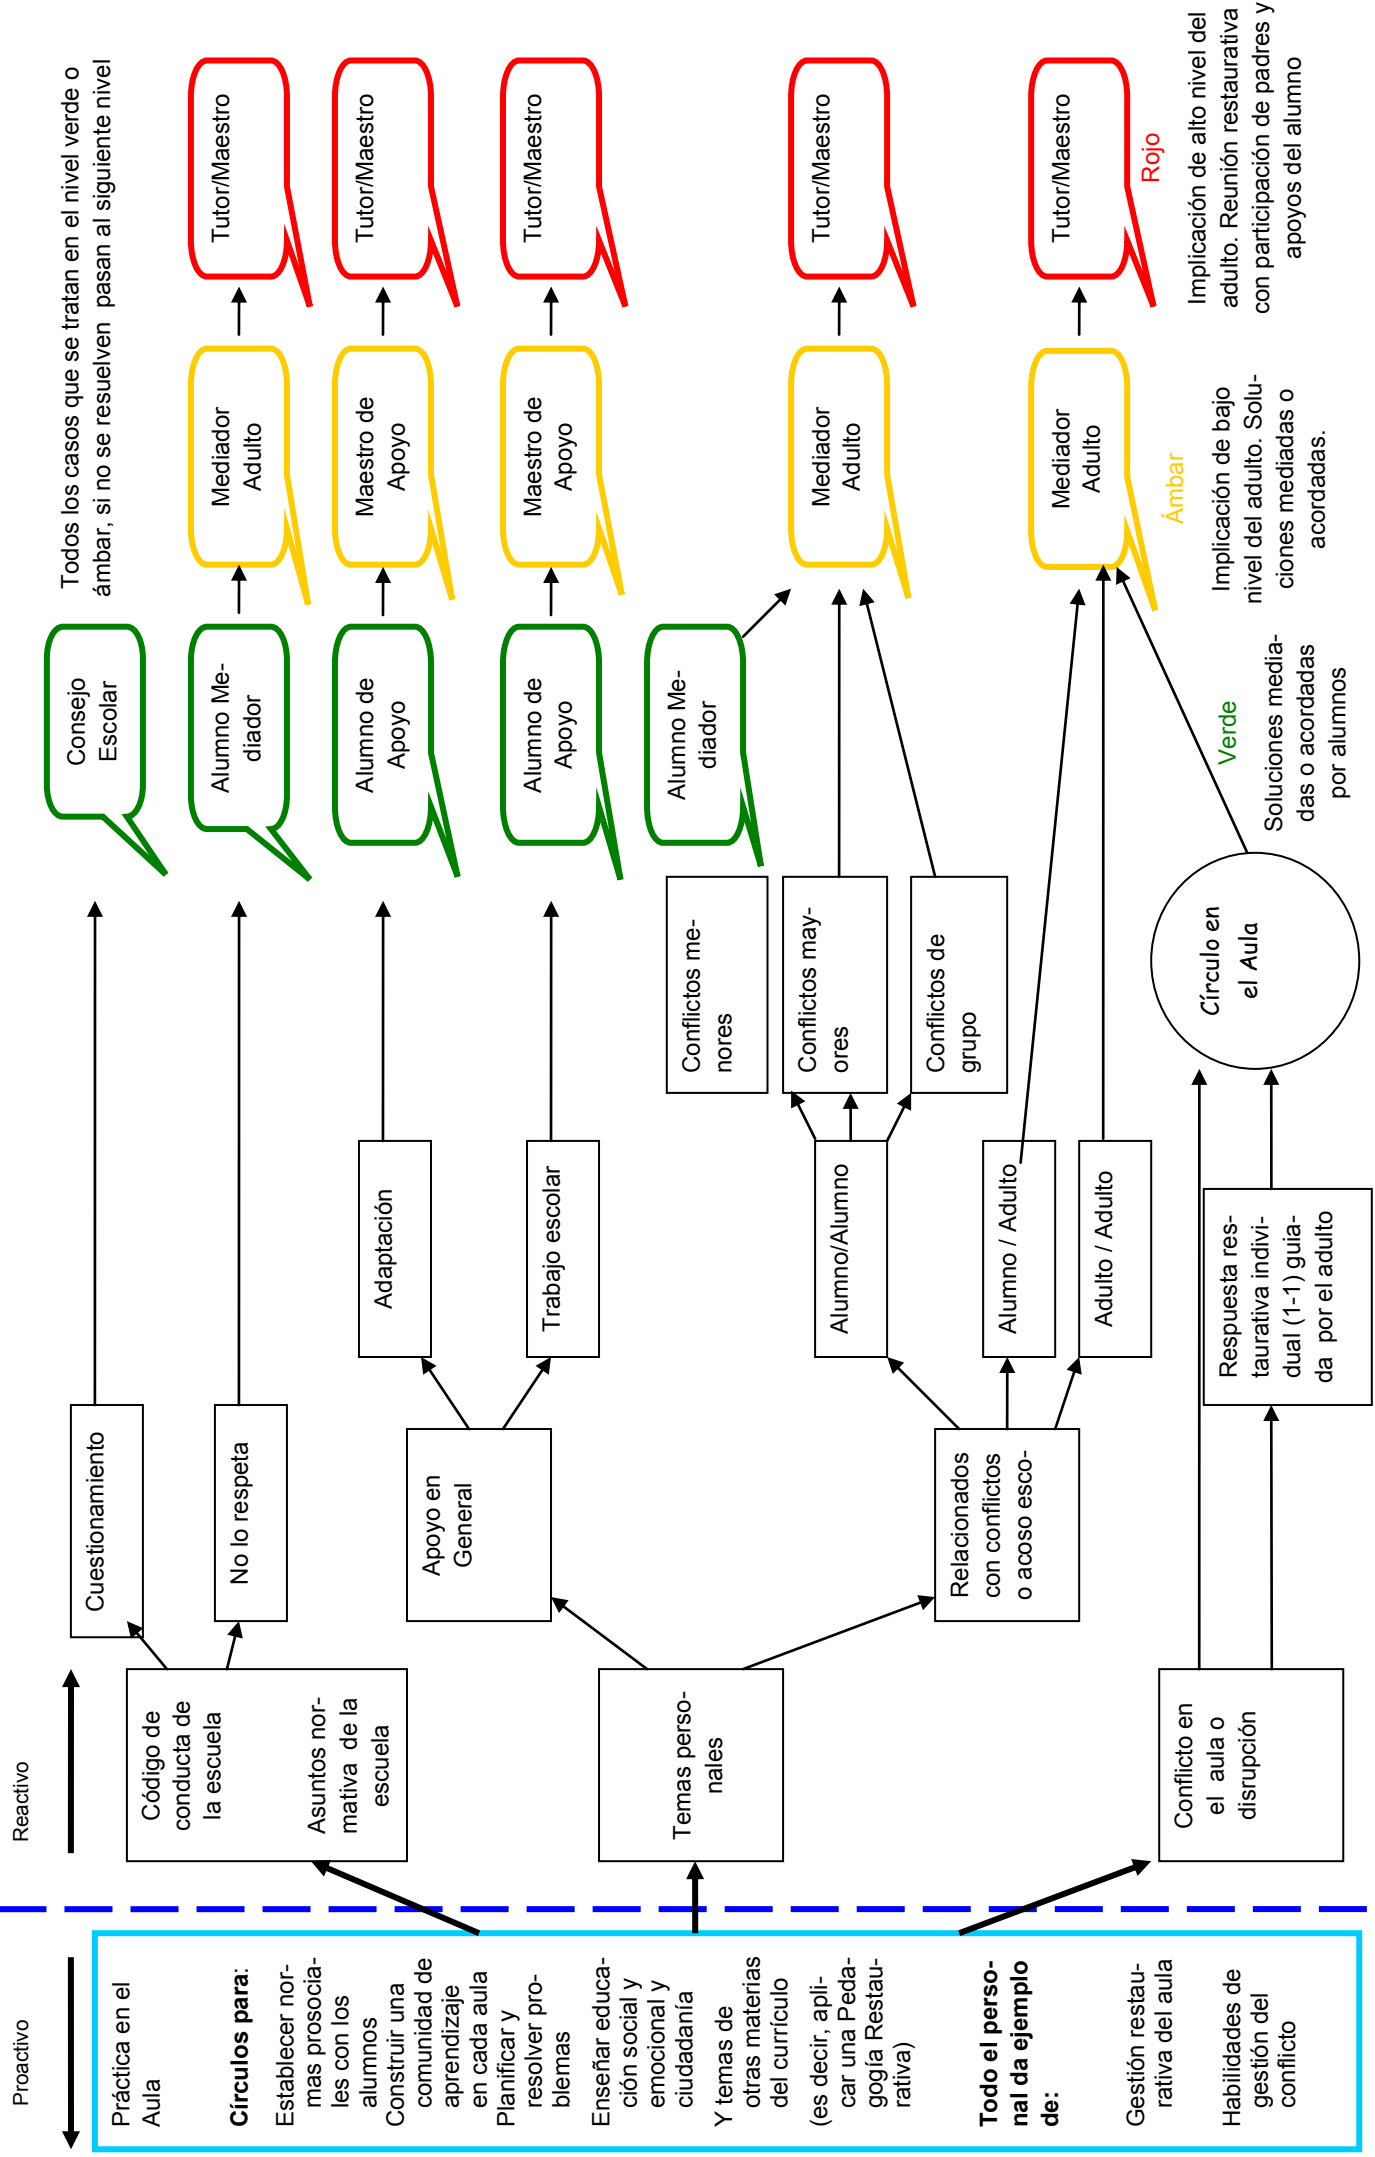 Proactivo
Reactivo
Práctica en el
Aula
Círculos para:
Establecer nor-
mas prosocia-
les con los
alumnos
Construir una
comunidad de
aprendizaje
en cada aula
Planificar y
resolver pro-
blemas
Enseñar educa-
ción social y
emocional y
ciudadanía
Y temas de
otras materias
del currículo
(es decir, apli-
car una Peda-
gogía Restau-
rativa)
Todo el perso-
nal da ejemplo
de:
Gestión restau-
rativa del aula
Habilidades de
gestión del
conflicto
Código de
conducta de
la escuela
Asuntos nor-
mativa de la
escuela
Temas perso-
nales
Conflicto en
el aula o
disrupción
Cuestionamiento
No lo respeta
Apoyo en
General
Relacionados
con conflictos
o acoso esco-
Adaptación
Trabajo escolar
Alumno/Alumno
Alumno / Adulto
Adulto / Adulto
Respuesta res-
taurativa indivi-
dual (1-1) guia-
da por el adulto
Conflictos me-
nores
Conflictos may-
ores
Conflictos de
grupo
Círculo en
el Aula
Consejo
Escolar
Alumno Me-
diador
Alumno de
Apoyo
Alumno de
Apoyo
Alumno Me-
diador
Verde
Soluciones media-
das o acordadas
por alumnos
Todos los casos que se tratan en el nivel verde o
ámbar, si no se resuelven pasan al siguiente nivel
Mediador
Adulto
Maestro de
Apoyo
Maestro de
Apoyo
Mediador
Adulto
Mediador
Adulto
Ámbar
Implicación de bajo
nivel del adulto. Solu-
ciones mediadas o
acordadas.
Tutor/Maestro
Tutor/Maestro
Tutor/Maestro
Tutor/Maestro
Tutor/Maestro
Rojo
Implicación de alto nivel del
adulto. Reunión restaurativa
con participación de padres y
apoyos del alumno